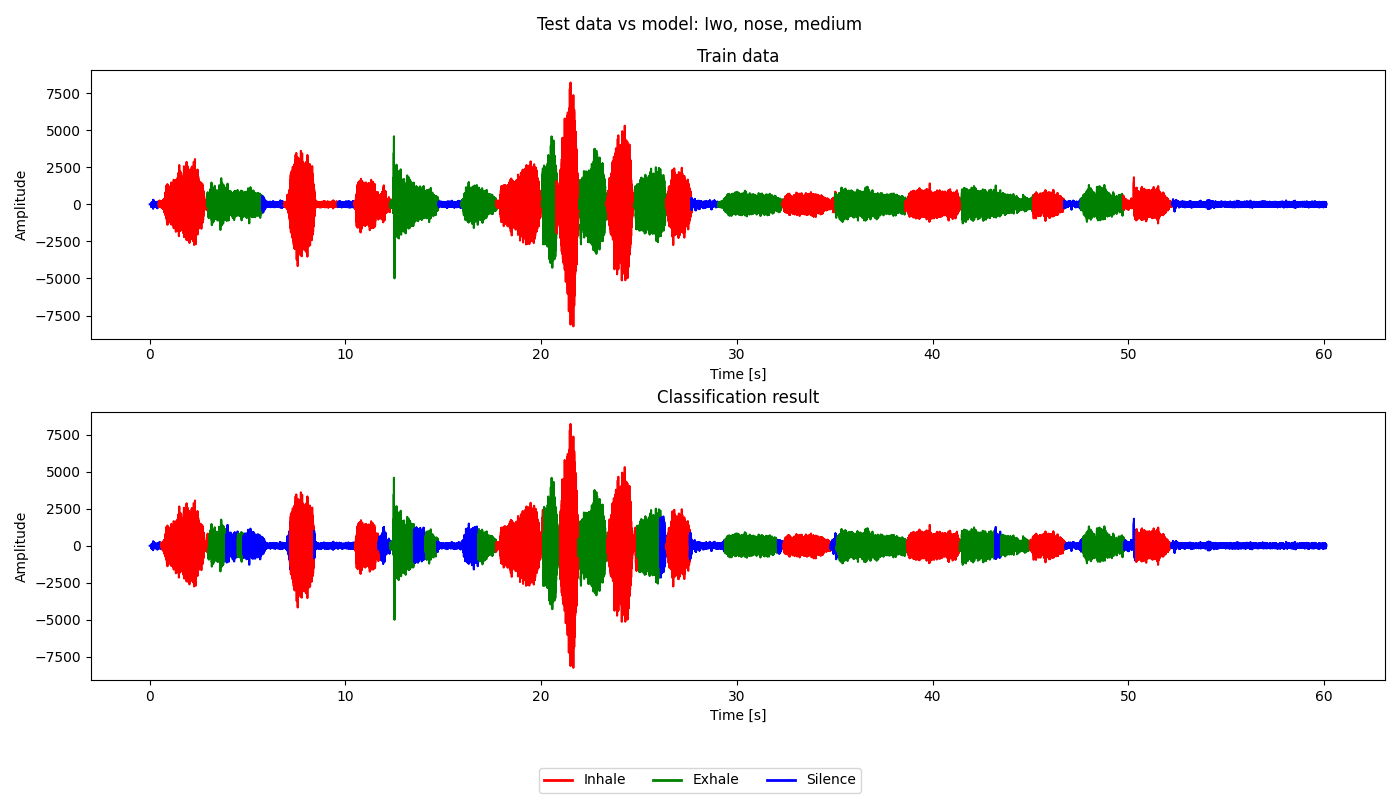 Test data vs model: Iwo, nose, medium
Train data
7500
5000
2500
0
−2500
−5000
−7500
Amplitude
0 10 20 30 40 50 60
Time [s]
Classification result
7500
5000
2500
0
−2500
−5000
−7500
Amplitude
0 10 20 30 40 50 60
Time [s]
Inhale Exhale Silence